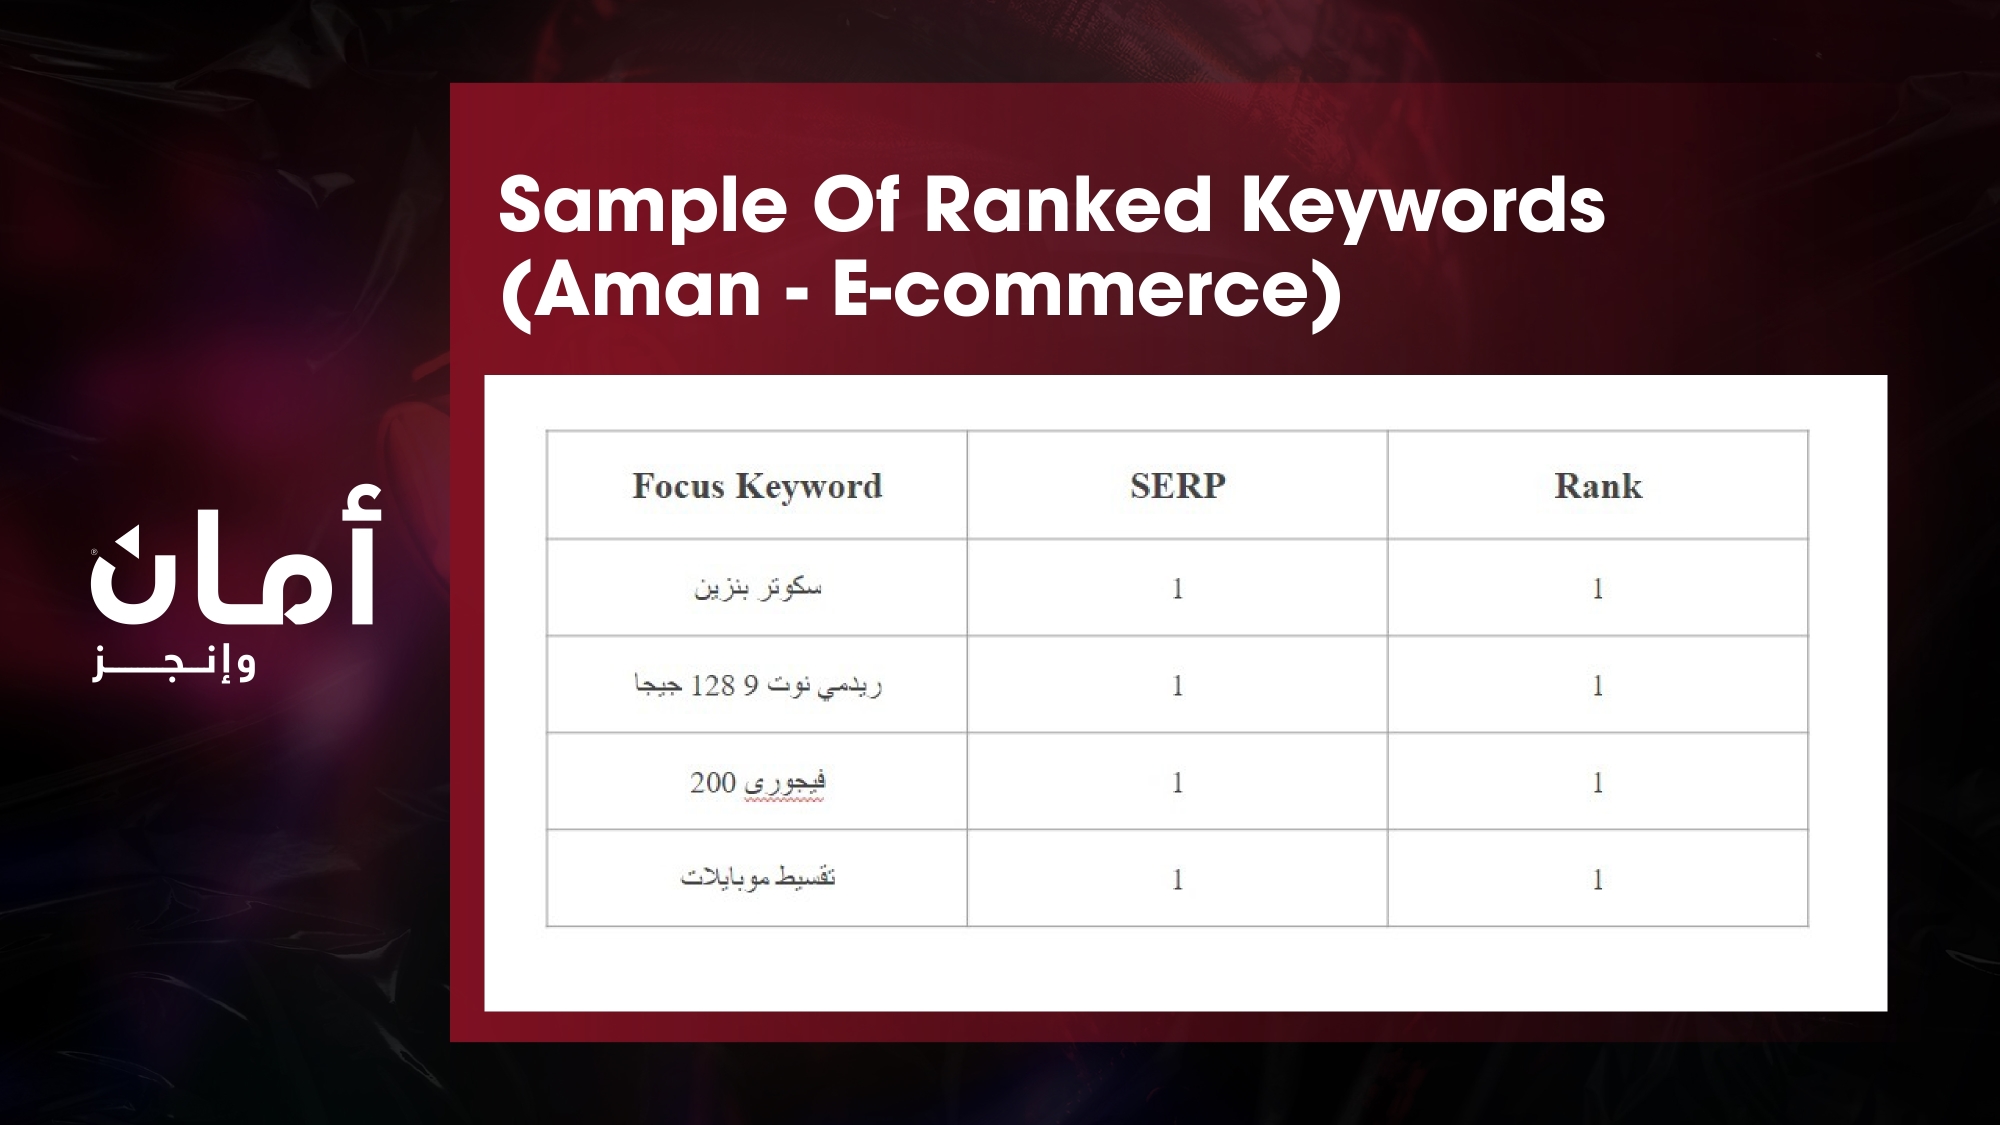 Sample Of Ranked Keywords
(Aman - E-commerce)
أمان
®
وإنجز
Focus Keyword SERP Rank
سكوتر بنزين 1 1
ريدمي نوت 9 128 جيجا 1 1
فيجورى 200 1 1
تقسيط موبايلات 1 1